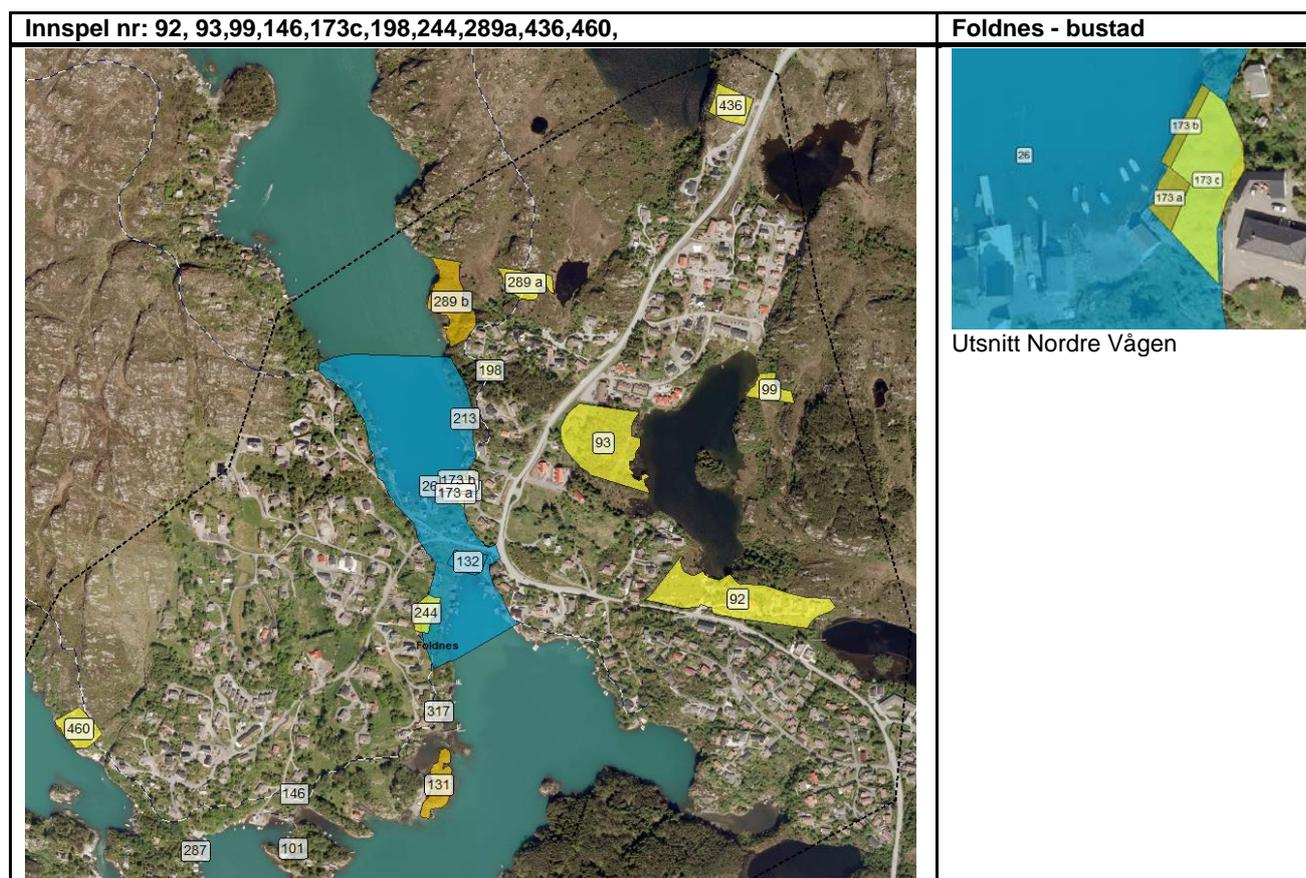 Innspel nr: 92, 93,99,146,173c,198,244,289a,436,460,
Foldnes - bustad
436
289 a
289 b
198
99
213
93
26
173 b
173 a
132
92
244
Foldnes
317
460
131
146
287
101
173 b
26
173 c
173 a
Utsnitt Nordre Vågen